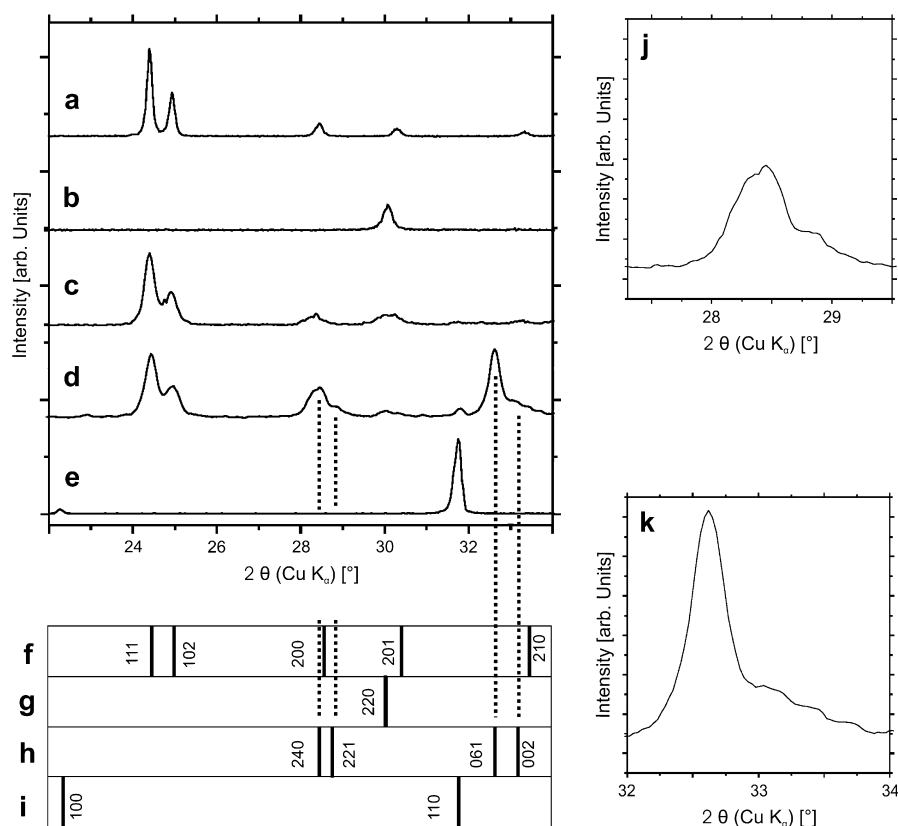 a
b
c
d
e
Intensity [arb. Units]
24 26 28 30 32
2 θ (Cu Kα) [°]
f 111 102 200 201 210
g 220
h 240 221 061 002
i 100 110
j
Intensity [arb. Units]
28 29
2 θ (Cu Kα) [°]
k
Intensity [arb. Units]
32 33 34
2 θ (Cu Kα) [°]